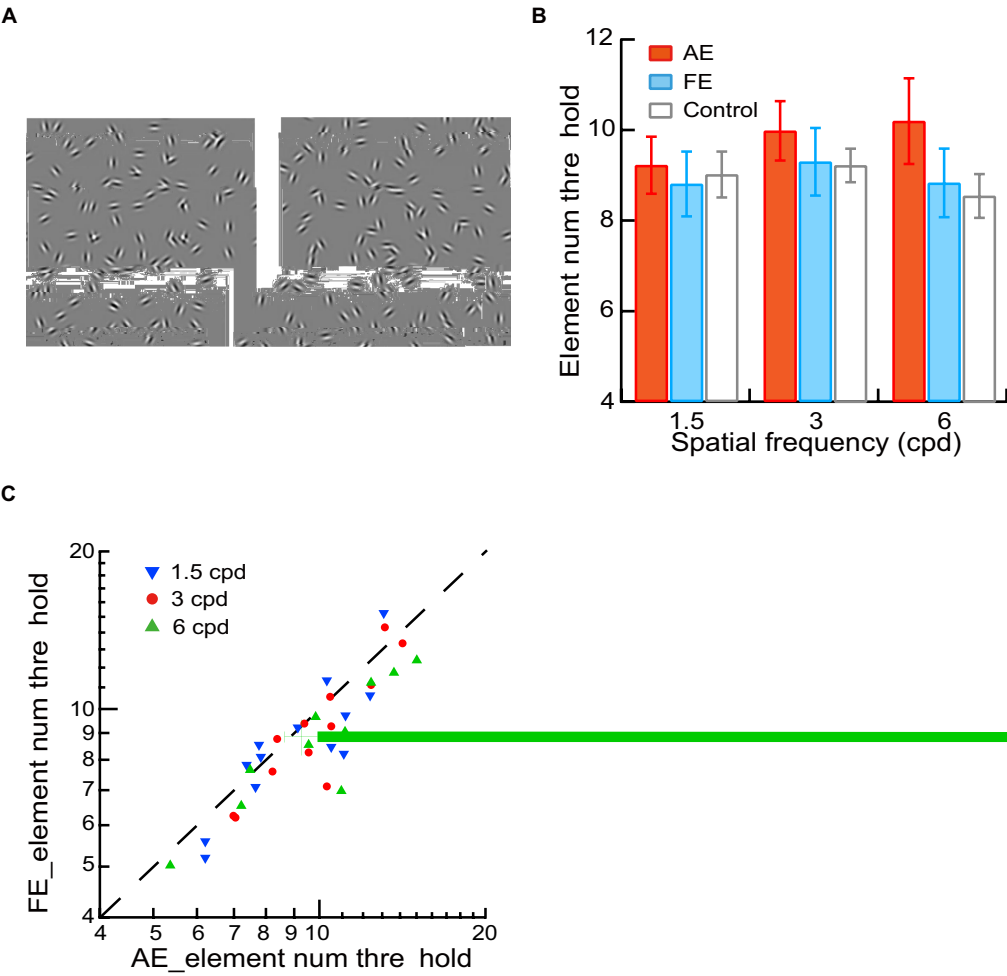 A
B
12
10
8
6
4
Element num thre hold
AE
FE
Control
1.5 3 6
Spatial frequency (cpd)
C
20
10
9
8
7
6
5
4
FE_element num thre hold
1.5 cpd
3 cpd
6 cpd
4 5 6 7 8 9 10 20
AE_element num thre hold